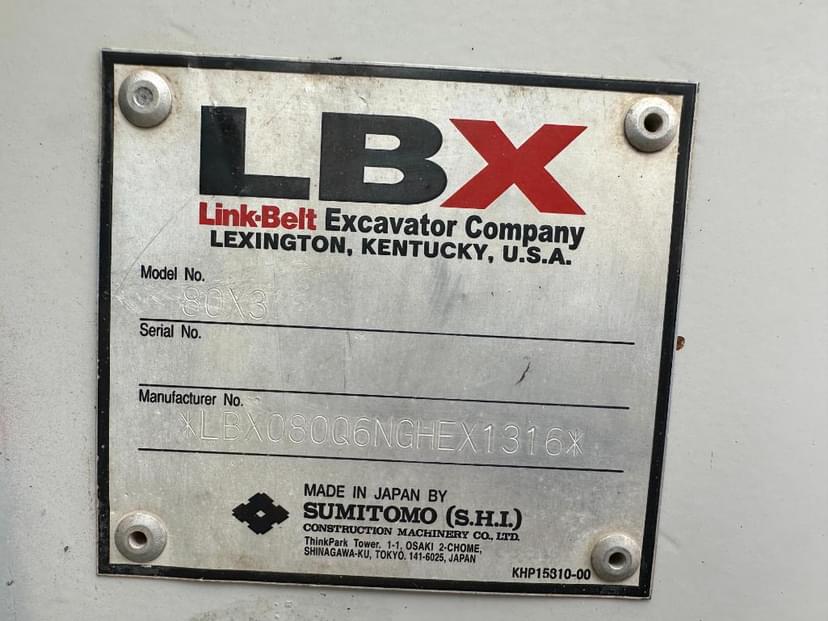 LBX
Link-Belt Excavator Company
LEXINGTON, KENTUCKY, U.S.A.
Model No.
80X3
Serial No.
Manufacturer No.
*LBX080Q6NGHEX1316*
MADE IN JAPAN BY
SUMITOMO (S.H.I.)
CONSTRUCTION MACHINERY CO., LTD.
ThinkPark Tower, 1-1, OSAKI 2-CHOME,
SHINAGAWA-KU, TOKYO. 141-6025, JAPAN
KHP15810-00